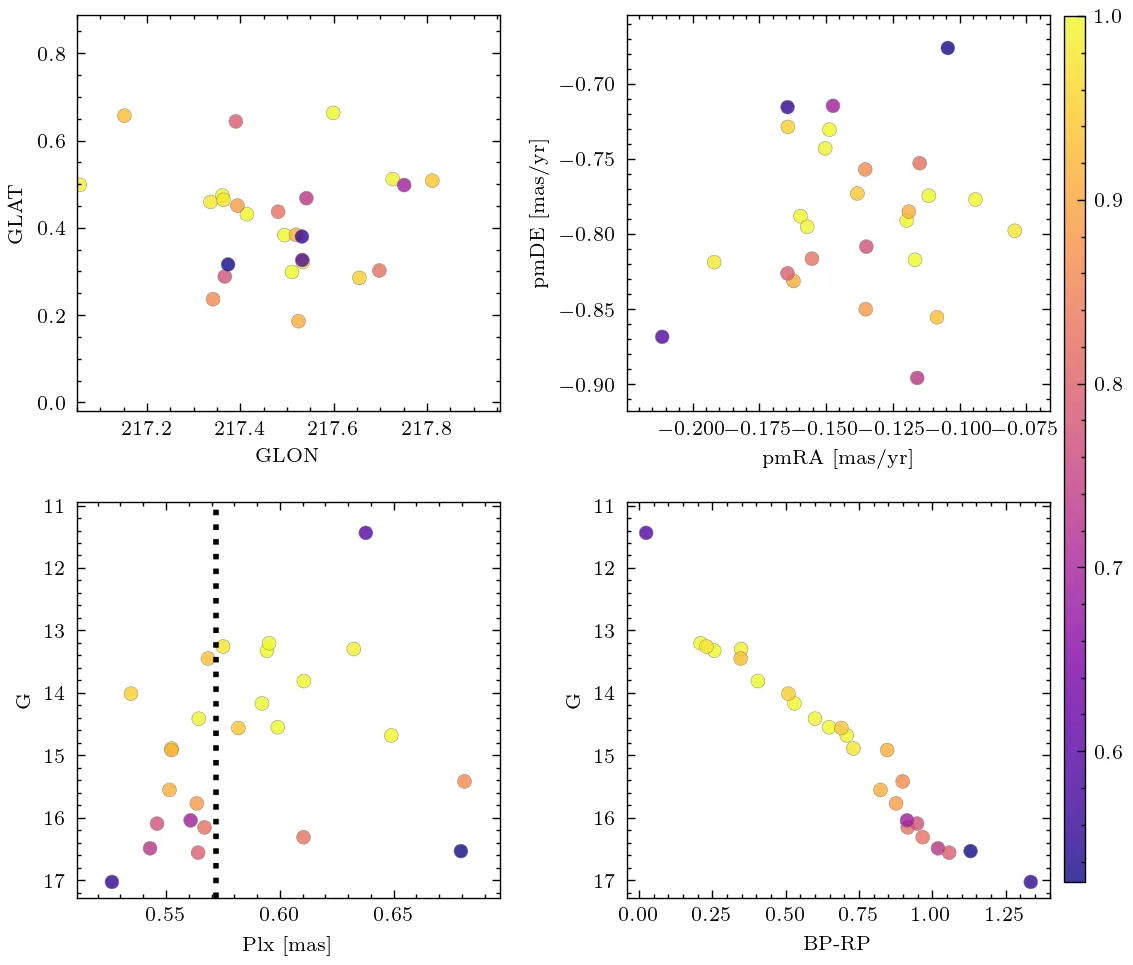 0.8
0.6
0.4
0.2
0.0
GLAT
217.2 217.4 217.6 217.8
GLON
−0.70
−0.75
−0.80
−0.85
−0.90
pmDE [mas/yr]
−0.200 −0.175 −0.150 −0.125 −0.100 −0.075
pmRA [mas/yr]
1.0
0.9
0.8
0.7
0.6
11
12
13
14
15
16
17
G
0.55 0.60 0.65
Plx [mas]
11
12
13
14
15
16
17
G
0.00 0.25 0.50 0.75 1.00 1.25
BP-RP